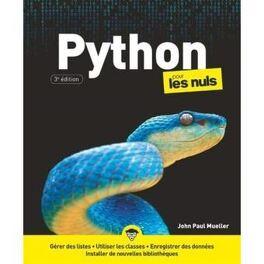 Python
3e édition
pour
les nuls
John Paul Mueller
Gérer des listes • Utiliser les classes • Enregistrer des données
Installer de nouvelles bibliothèques